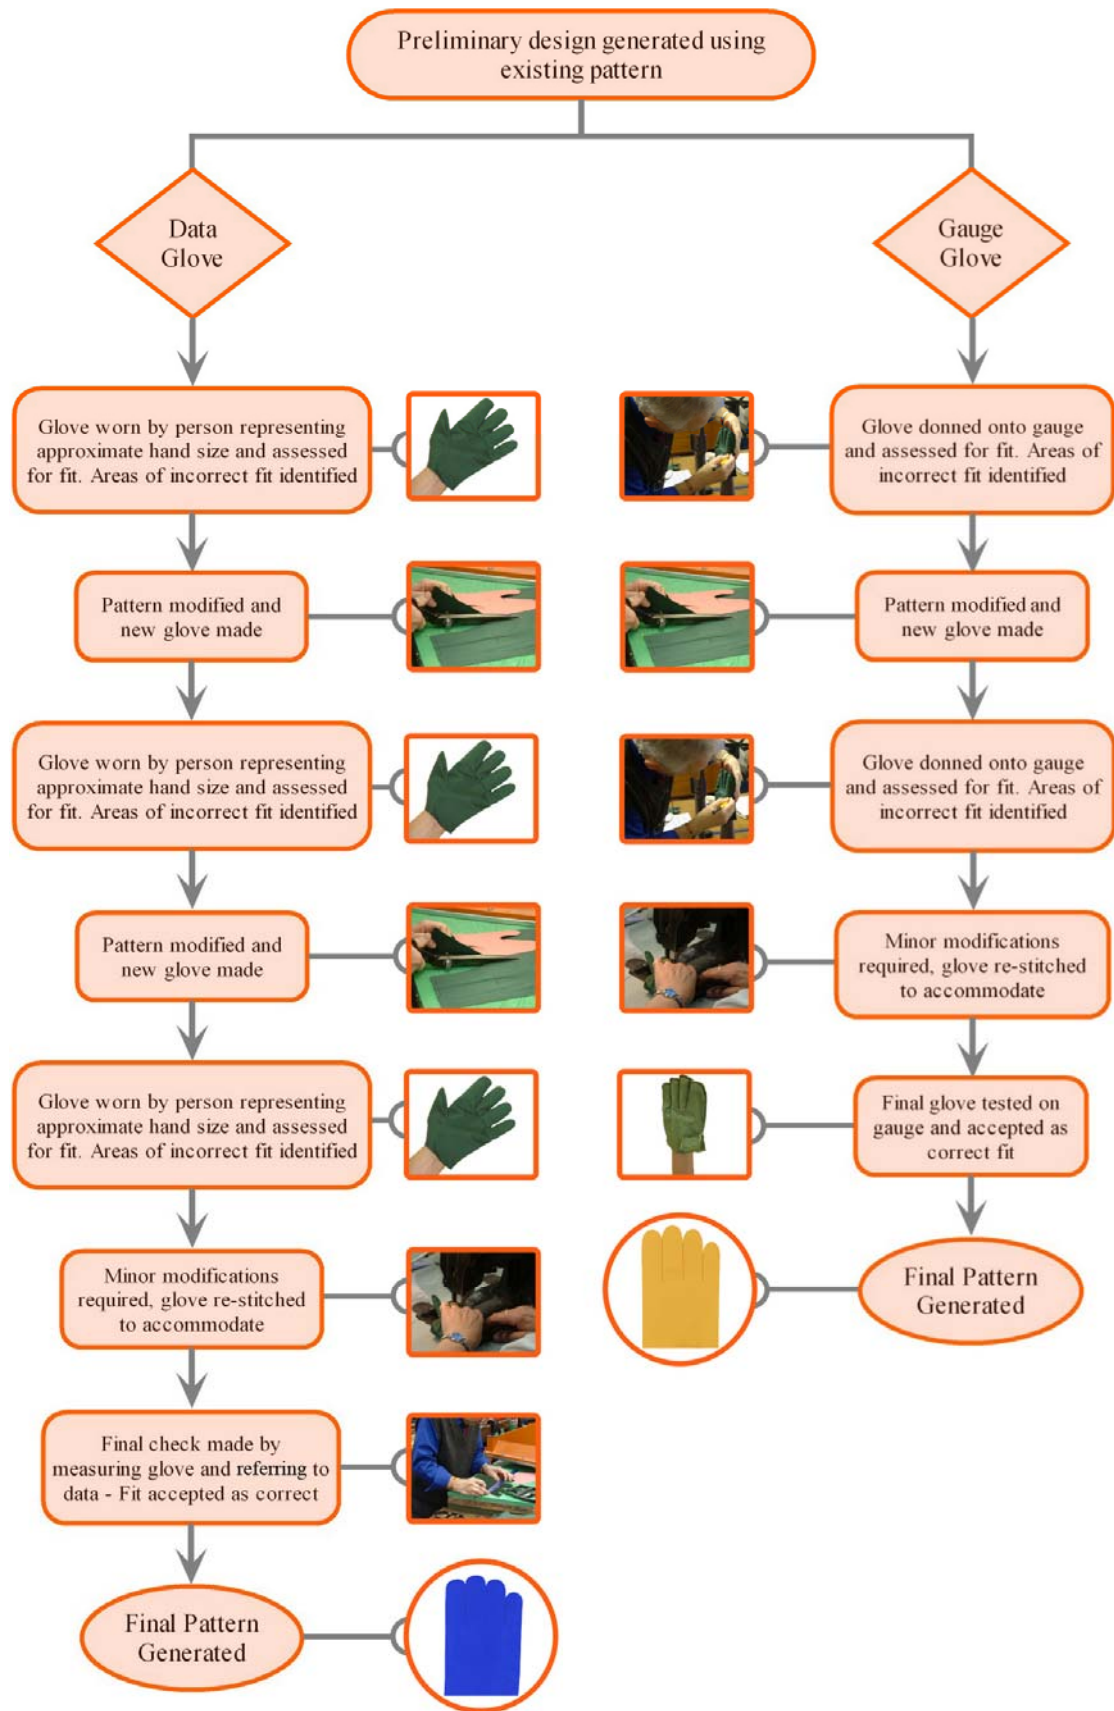 Preliminary design generated using
existing pattern
Data
Glove
Glove worn by person representing
approximate hand size and assessed
for fit. Areas of incorrect fit identified
Pattern modified and
new glove made
Glove worn by person representing
approximate hand size and assessed
for fit. Areas of incorrect fit identified
Pattern modified and
new glove made
Glove worn by person representing
approximate hand size and assessed
for fit. Areas of incorrect fit identified
Minor modifications
required, glove re-stitched
to accommodate
Final check made by
measuring glove and referring to
data - Fit accepted as correct
Final Pattern
Generated
Gauge
Glove
Glove donned onto gauge
and assessed for fit. Areas of
incorrect fit identified
Pattern modified and
new glove made
Glove donned onto gauge
and assessed for fit. Areas of
incorrect fit identified
Minor modifications
required, glove re-stitched
to accommodate
Final glove tested on
gauge and accepted as
correct fit
Final Pattern
Generated